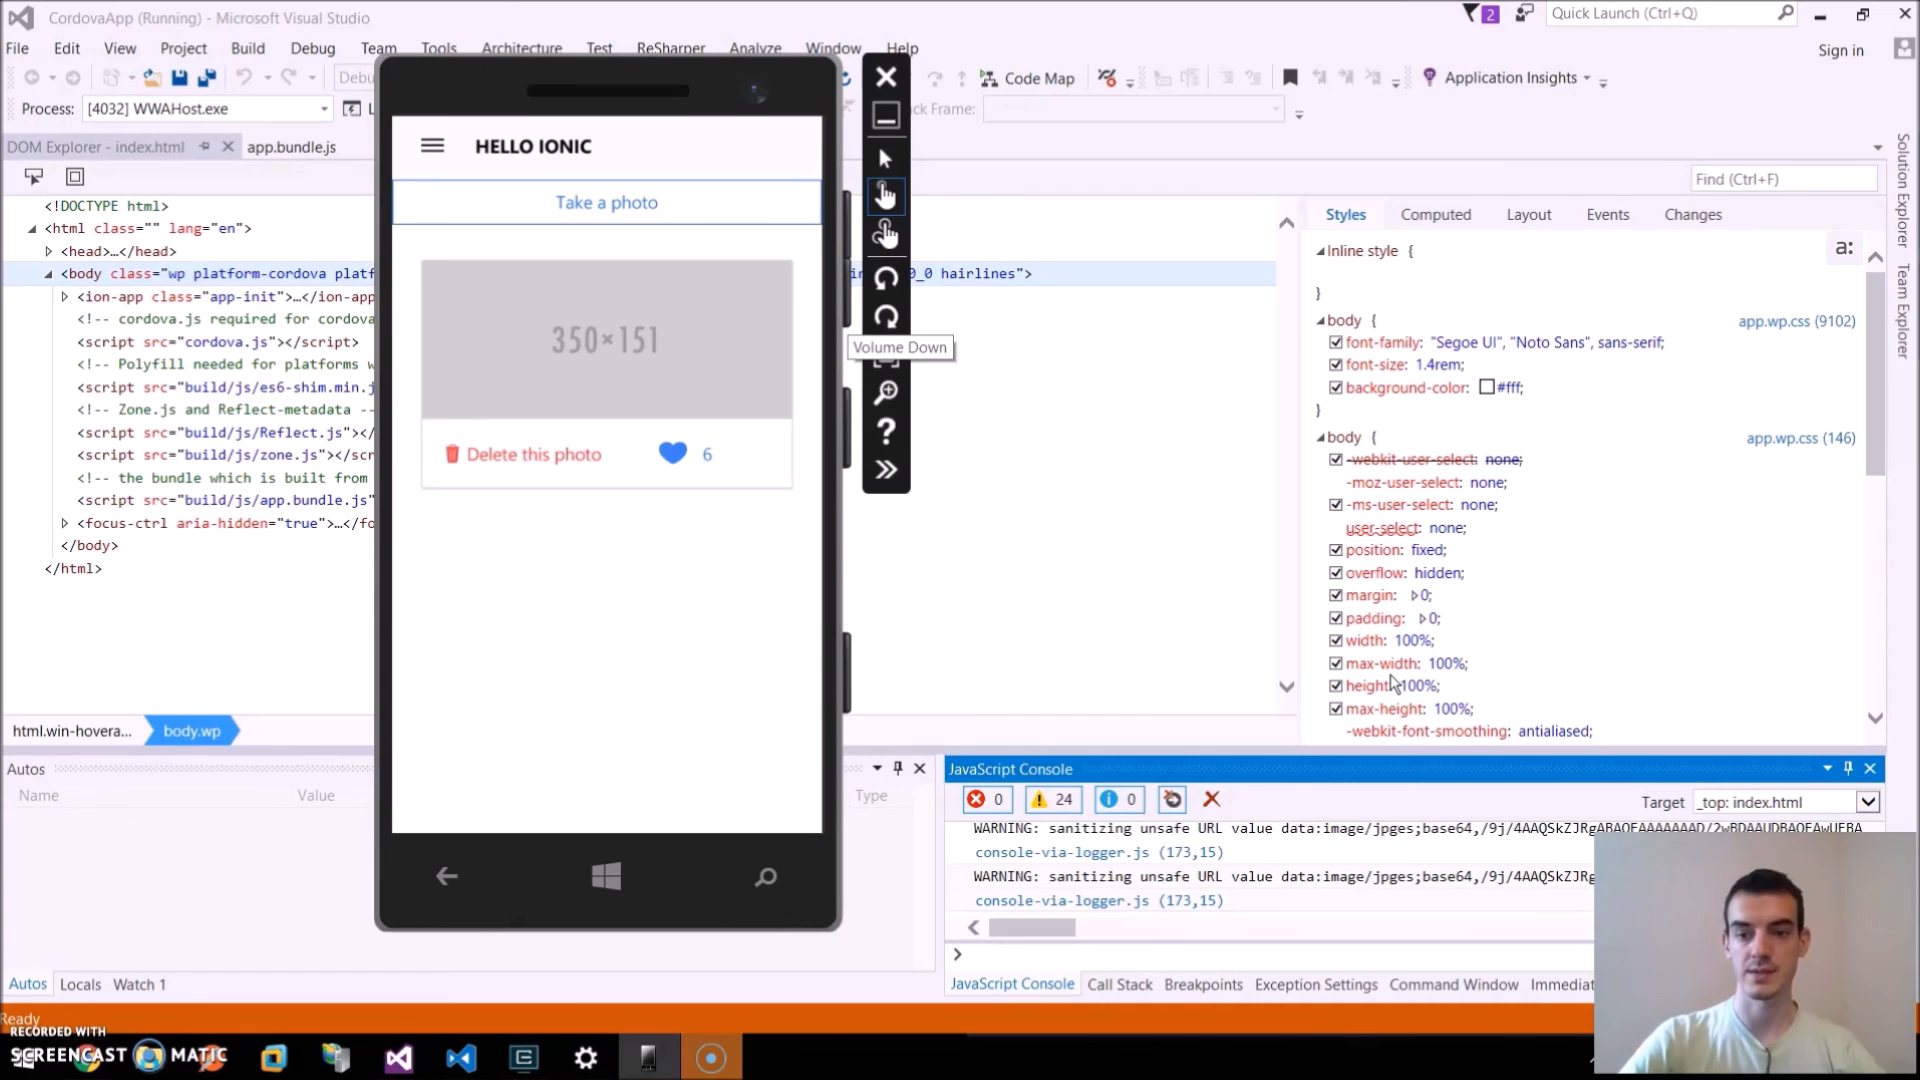 CordovaApp (Running) - Microsoft Visual Studio
2
Quick Launch (Ctrl+Q)
File Edit View Project Build Debug Team Tools Architecture Test ReSharper Analyze Window Help
Sign in
Code Map
Application Insights
Process: [4032] WWAHost.exe
DOM Explorer - index.html
app.bundle.js
Find (Ctrl+F)
<!DOCTYPE html>
<html class="" lang="en">
<head>…</head>
<body class="wp platform-cordova platf
_0 hairlines">
<ion-app class="app-init">…</ion-app
<!-- cordova.js required for cordova
<script src="cordova.js"></script>
<!-- Polyfill needed for platforms w
<script src="build/js/es6-shim.min.j
<!-- Zone.js and Reflect-metadata --
<script src="build/js/Reflect.js"></
<script src="build/js/zone.js"></scr
<!-- the bundle which is built from
<script src="build/js/app.bundle.js"
<focus-ctrl aria-hidden="true">…</fo
</body>
</html>
html.win-hovera...
body.wp
HELLO IONIC
Take a photo
350×151
Delete this photo
6
Volume Down
Styles Computed Layout Events Changes
Inline style {
a:
}
body {
app.wp.css (9102)
font-family: "Segoe UI", "Noto Sans", sans-serif;
font-size: 1.4rem;
background-color: #fff;
}
body {
app.wp.css (146)
-webkit-user-select: none;
-moz-user-select: none;
-ms-user-select: none;
user-select: none;
position: fixed;
overflow: hidden;
margin: 0;
padding: 0;
width: 100%;
max-width: 100%;
height: 100%;
max-height: 100%;
-webkit-font-smoothing: antialiased;
Autos
Name Value Type
Autos Locals Watch 1
JavaScript Console
0 24 0
Target _top: index.html
WARNING: sanitizing unsafe URL value data:image/jpges;base64,/9j/4AAQSkZJRgABAQEAAAAAAAD/2wBDAAUDBAQEAwUEBA
console-via-logger.js (173,15)
WARNING: sanitizing unsafe URL value data:image/jpges;base64,/9j/4AAQSkZJRg
console-via-logger.js (173,15)
JavaScript Console Call Stack Breakpoints Exception Settings Command Window Immediat
Ready
RECORDED WITH
SCREENCAST MATIC